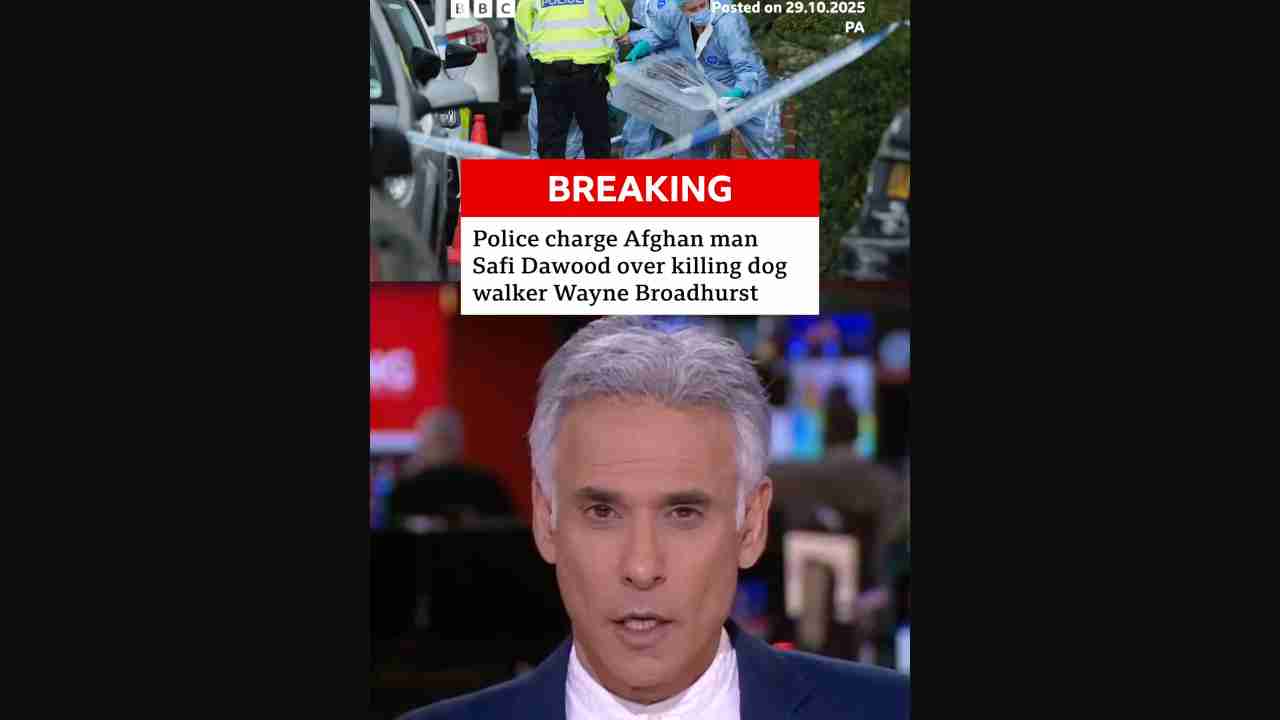 BBC
Posted on 29.10.2025
PA
POLICE
BREAKING
Police charge Afghan man
Safi Dawood over killing dog
walker Wayne Broadhurst